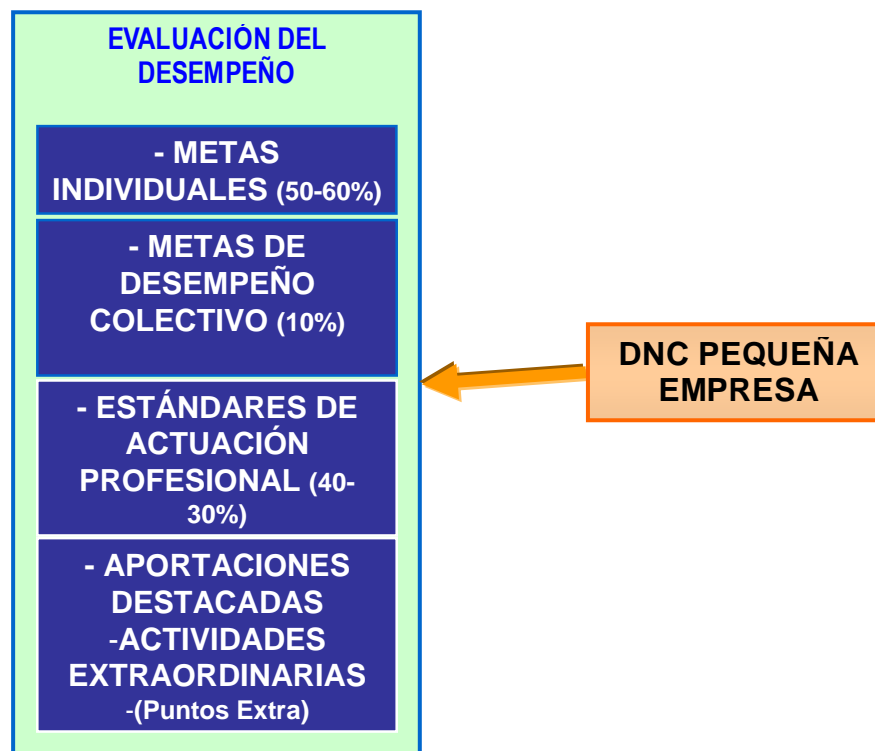 EVALUACIÓN DEL
DESEMPEÑO
- METAS
INDIVIDUALES (50-60%)
- METAS DE
DESEMPEÑO
COLECTIVO (10%)
- ESTÁNDARES DE
ACTUACIÓN
PROFESIONAL (40-
30%)
- APORTACIONES
DESTACADAS
-ACTIVIDADES
EXTRAORDINARIAS
-(Puntos Extra)
DNC PEQUEÑA
EMPRESA